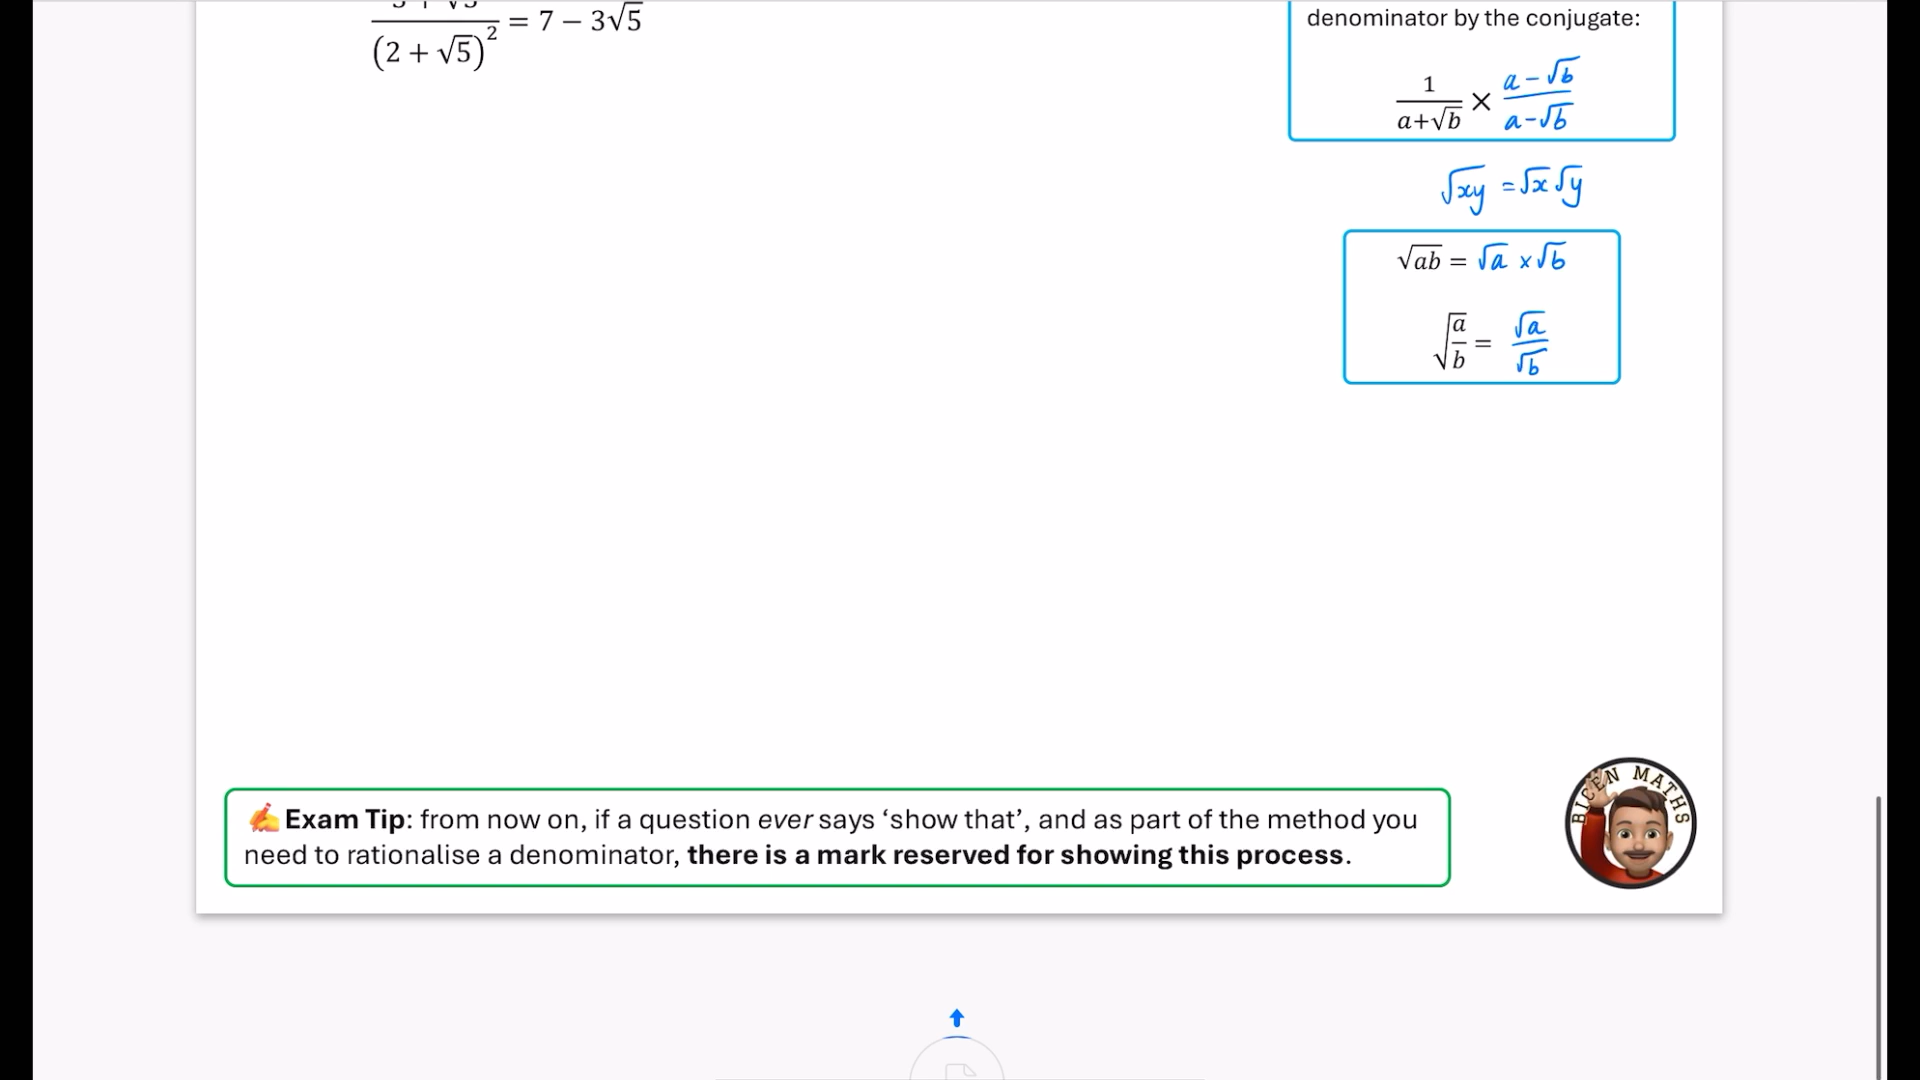 = 7 − 3√5
(2 + √5)²
denominator by the conjugate:
1/(a+√b) × (a−√b)/(a−√b)
√xy = √x √y
√ab = √a × √b
√(a/b) = √a/√b
✍️ Exam Tip: from now on, if a question ever says ‘show that’, and as part of the method you
need to rationalise a denominator, there is a mark reserved for showing this process.
BICEN MATHS